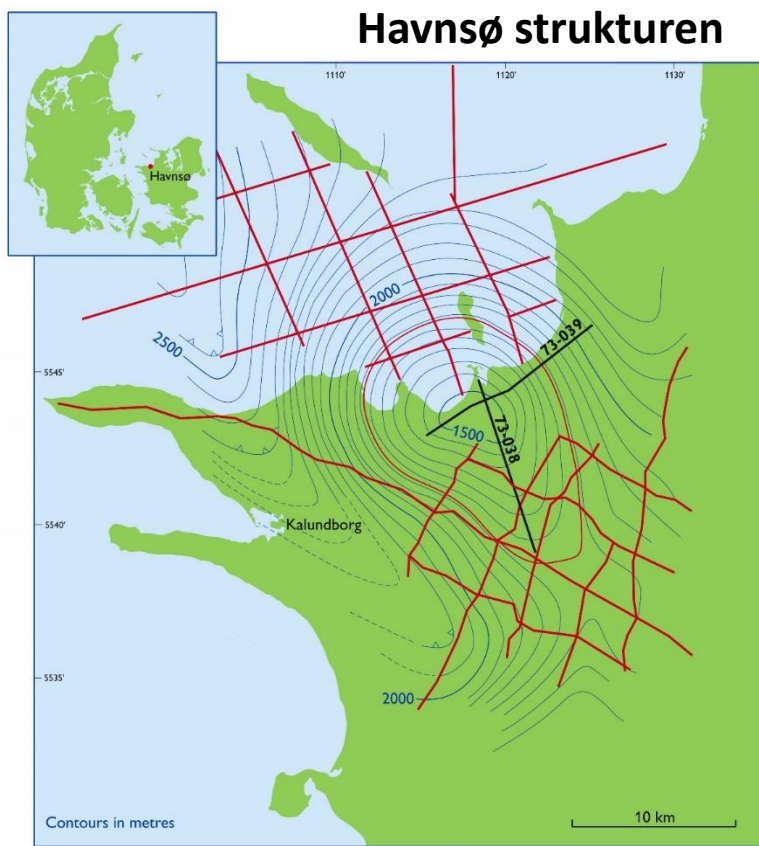 Havnsø strukturen
Havnsø
1110'
1120'
1130'
2000
2500
73-039
5545'
1500
73-038
Kalundborg
5540'
5535'
2000
Contours in metres
10 km